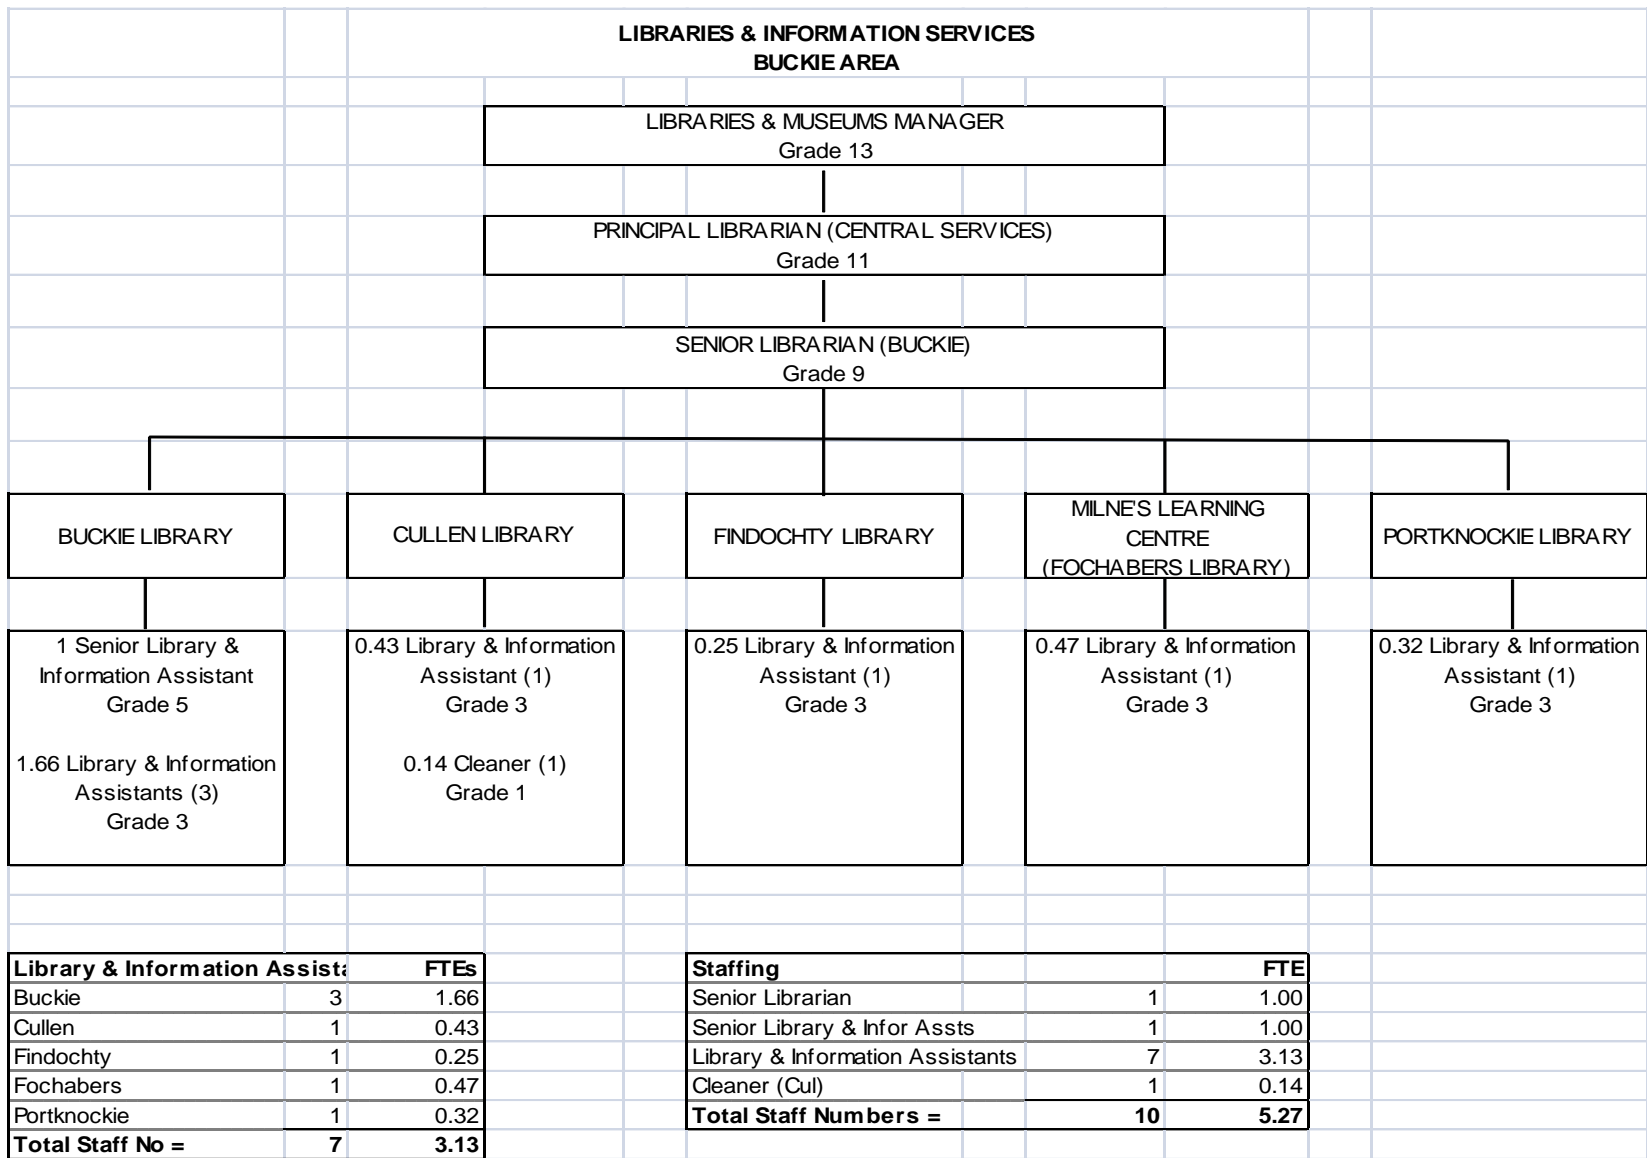 LIBRARIES & INFORMATION SERVICES
BUCKIE AREA
LIBRARIES & MUSEUMS MANAGER
Grade 13
PRINCIPAL LIBRARIAN (CENTRAL SERVICES)
Grade 11
SENIOR LIBRARIAN (BUCKIE)
Grade 9
BUCKIE LIBRARY
CULLEN LIBRARY
FINDOCHTY LIBRARY
MILNE'S LEARNING
CENTRE
(FOCHABERS LIBRARY)
PORTKNOCKIE LIBRARY
1 Senior Library &
Information Assistant
Grade 5
1.66 Library & Information
Assistants (3)
Grade 3
0.43 Library & Information
Assistant (1)
Grade 3
0.14 Cleaner (1)
Grade 1
0.25 Library & Information
Assistant (1)
Grade 3
0.47 Library & Information
Assistant (1)
Grade 3
0.32 Library & Information
Assistant (1)
Grade 3
Library & Information Assista FTEs
Buckie 3 1.66
Cullen 1 0.43
Findochty 1 0.25
Fochabers 1 0.47
Portknockie 1 0.32
Total Staff No = 7 3.13
Staffing FTE
Senior Librarian 1 1.00
Senior Library & Infor Assts 1 1.00
Library & Information Assistants 7 3.13
Cleaner (Cul) 1 0.14
Total Staff Numbers = 10 5.27